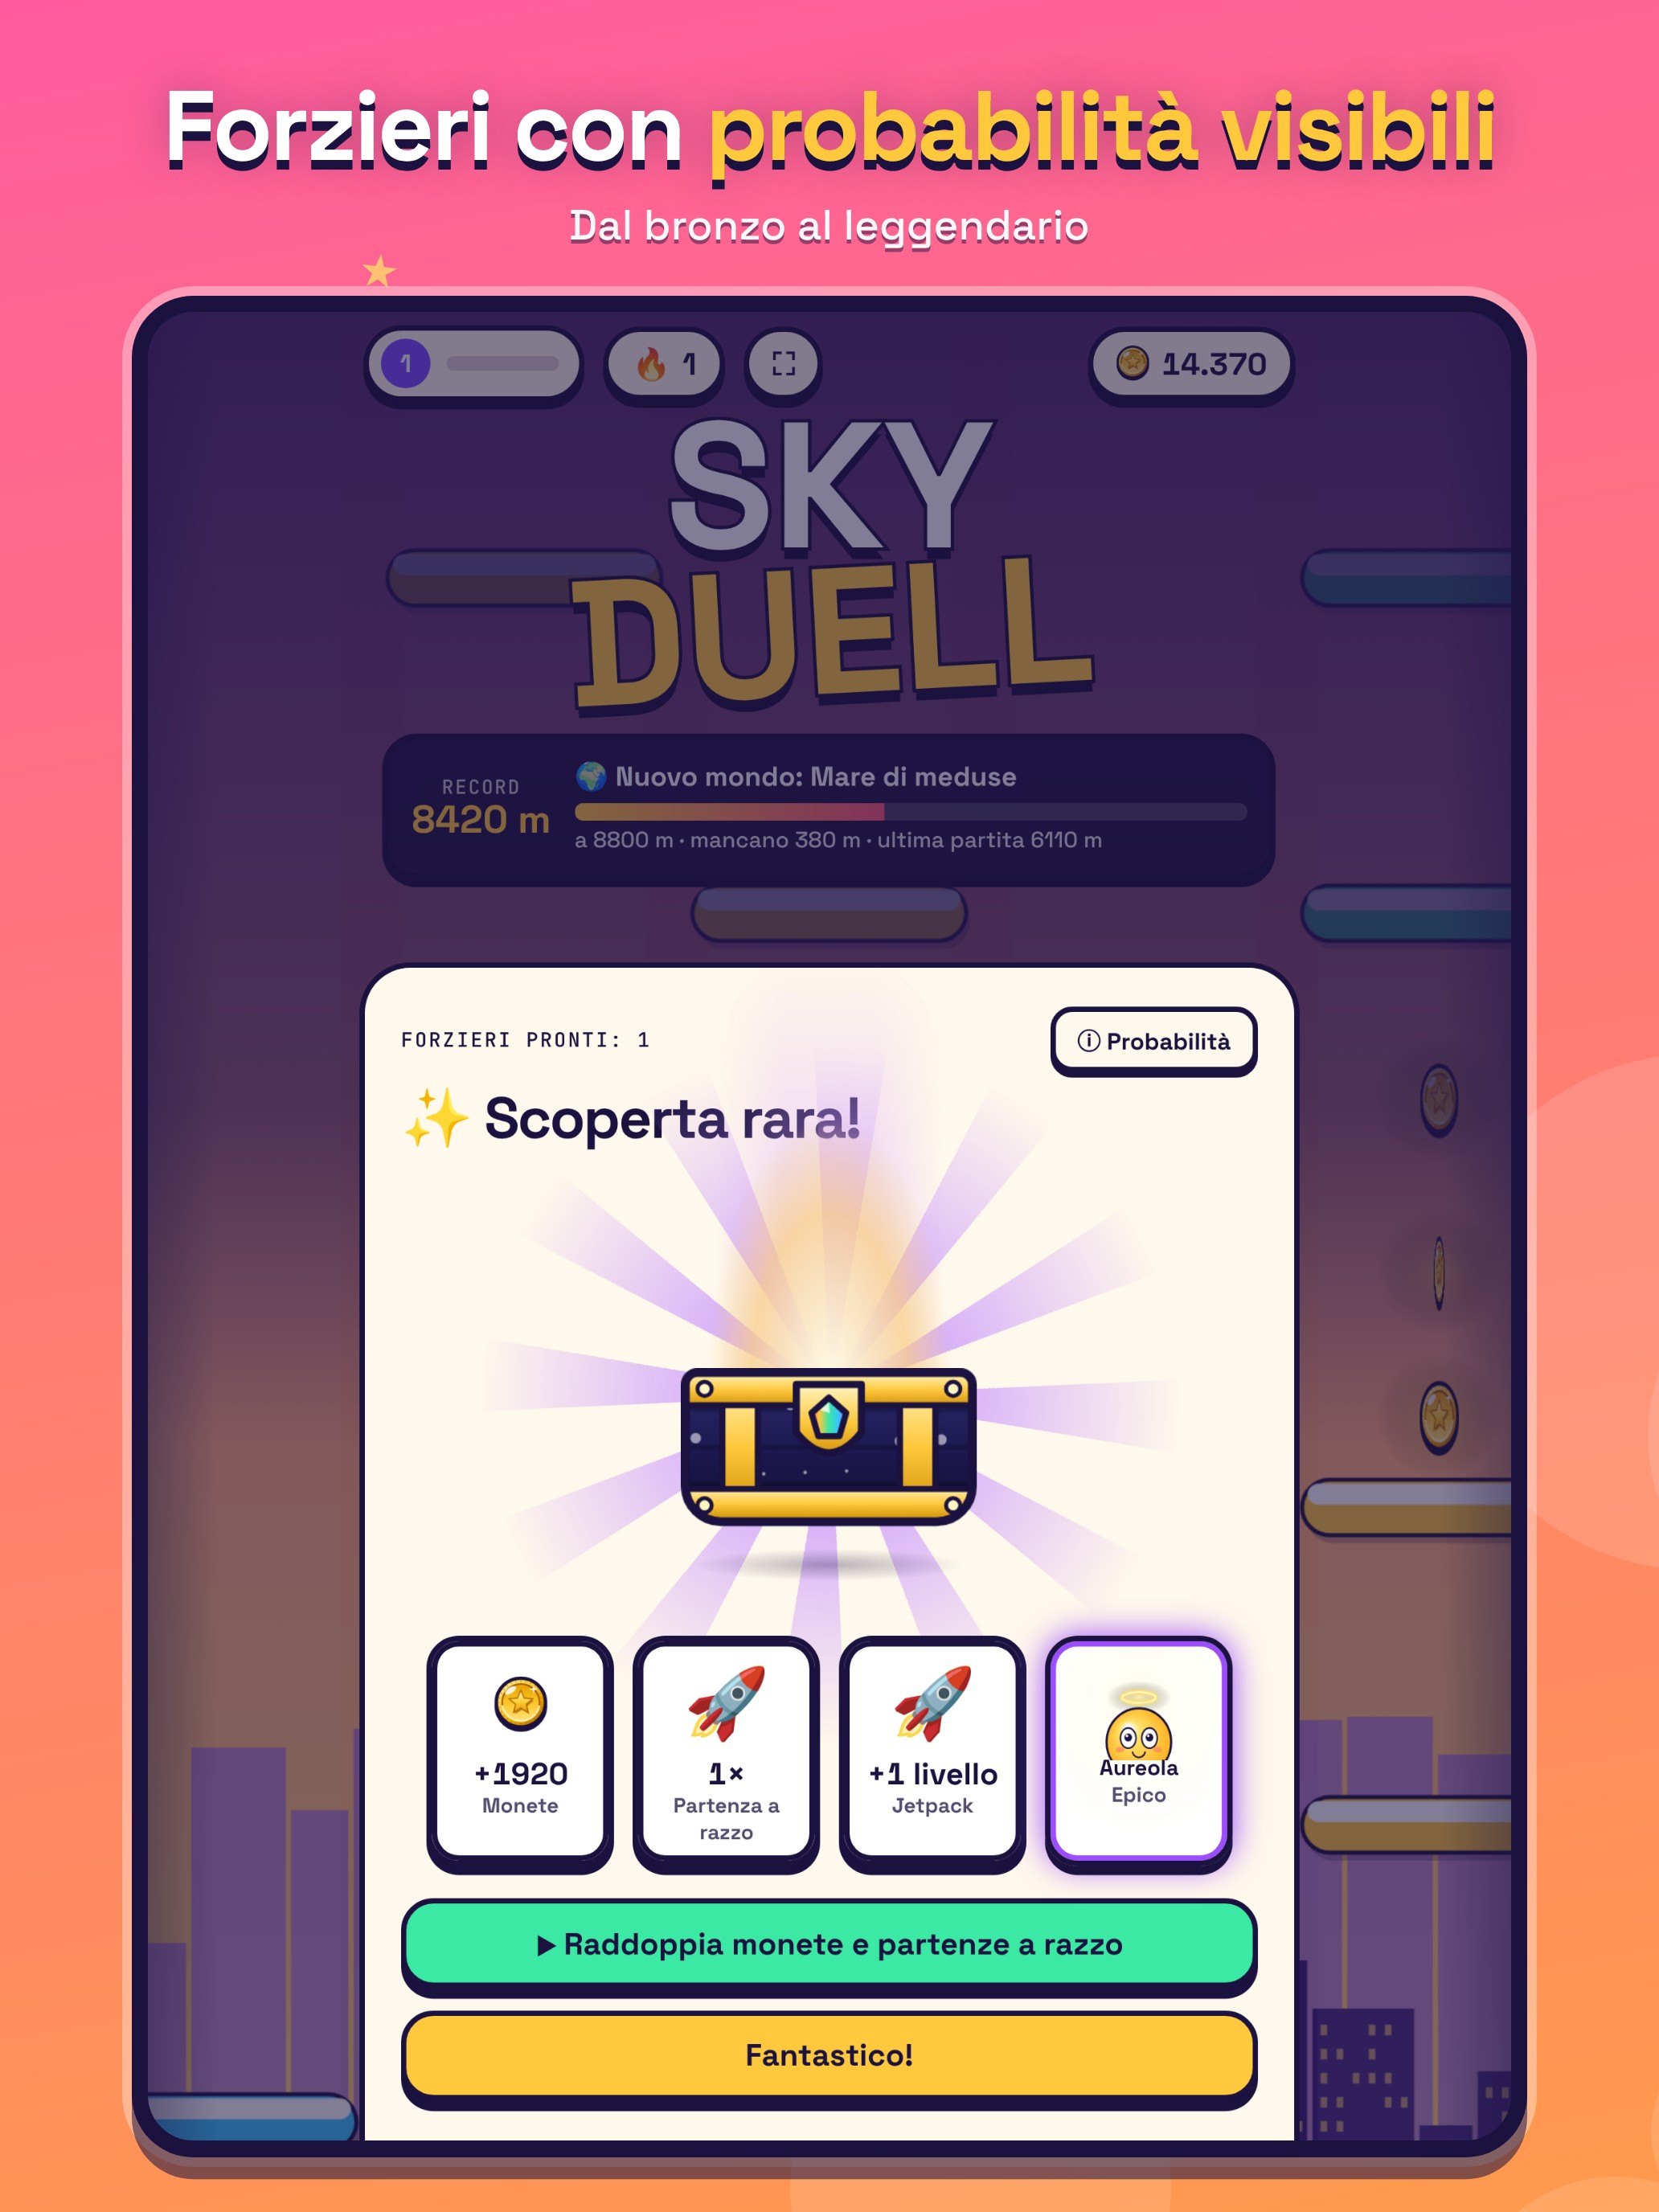 Forzieri con probabilità visibili
Dal bronzo al leggendario
1
🔥 1
14.370
SKY
DUELL
RECORD
8420 m
🌍 Nuovo mondo: Mare di meduse
a 8800 m · mancano 380 m · ultima partita 6110 m
FORZIERI PRONTI: 1
ⓘ Probabilità
✨ Scoperta rara!
+1920
Monete
1×
Partenza a
razzo
+1 livello
Jetpack
Aureola
Epico
▶ Raddoppia monete e partenze a razzo
Fantastico!